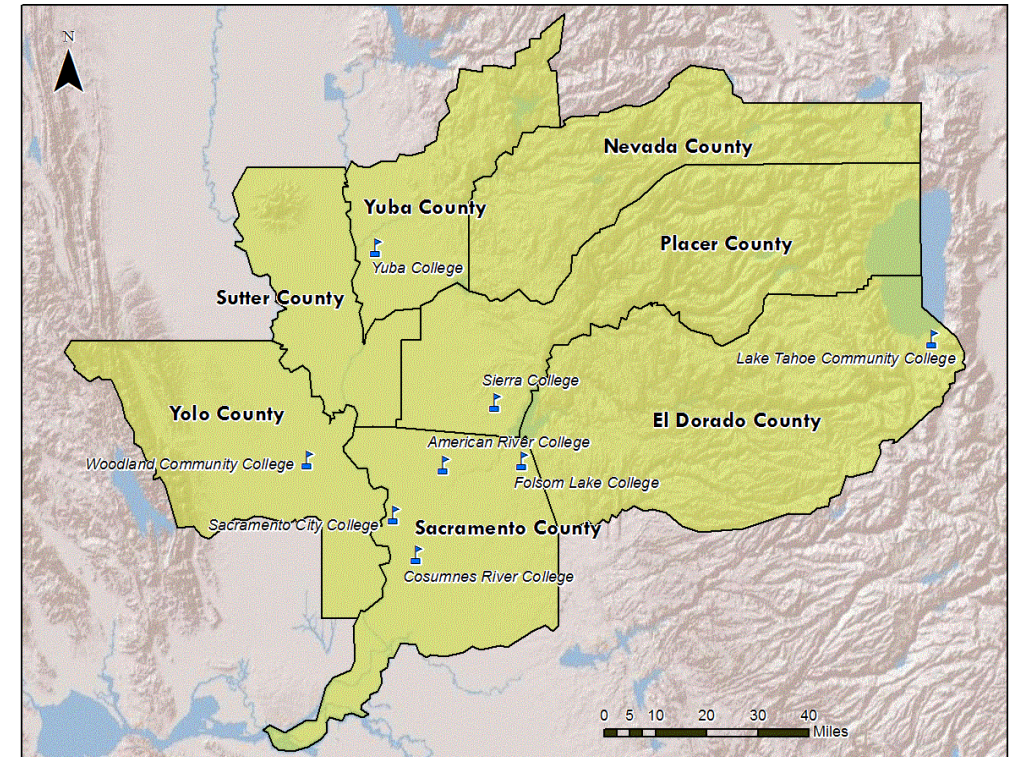 N
Nevada County
Yuba County
Placer County
Yuba College
Sutter County
Lake Tahoe Community College
Sierra College
Yolo County
El Dorado County
American River College
Woodland Community College
Folsom Lake College
Sacramento City College
Sacramento County
Cosumnes River College
0 5 10 20 30 40
Miles